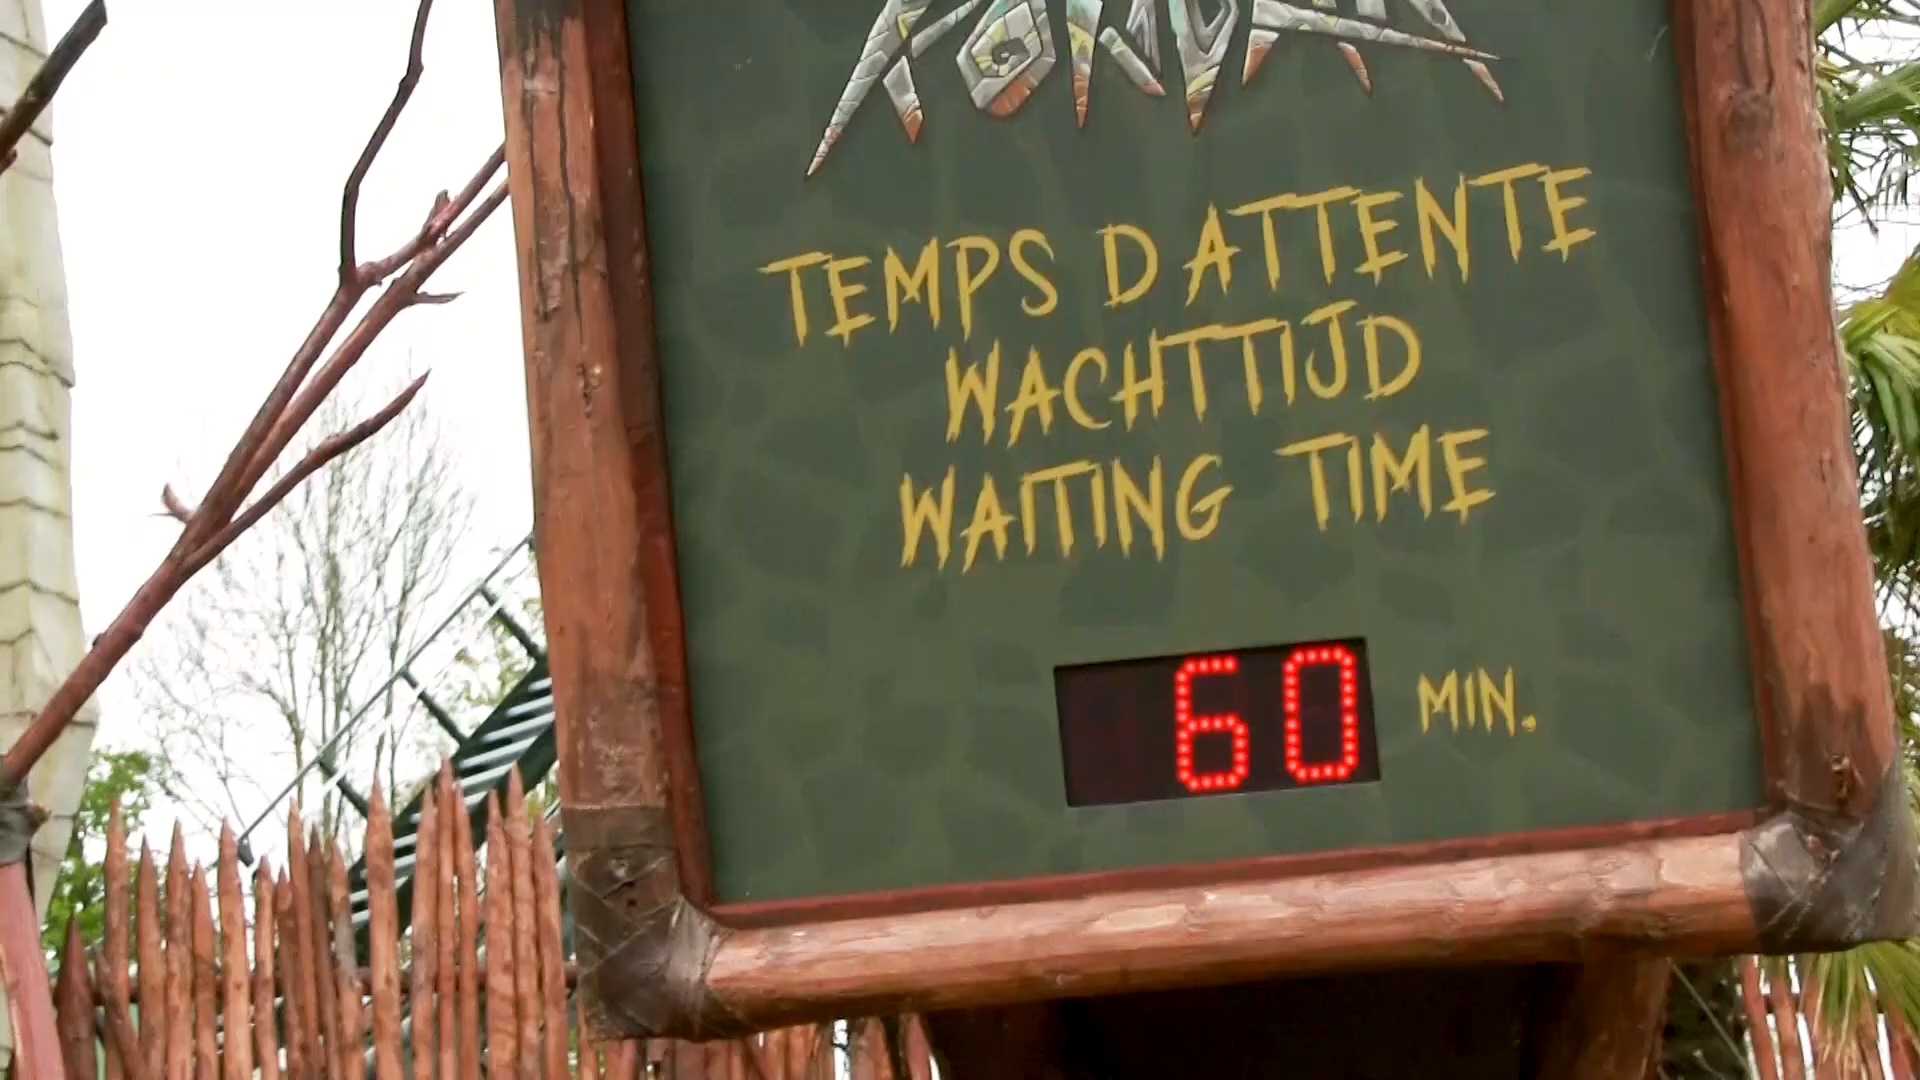 TEMPS D ATTENTE
WACHTTIJD
WAITING TIME
60 MIN.